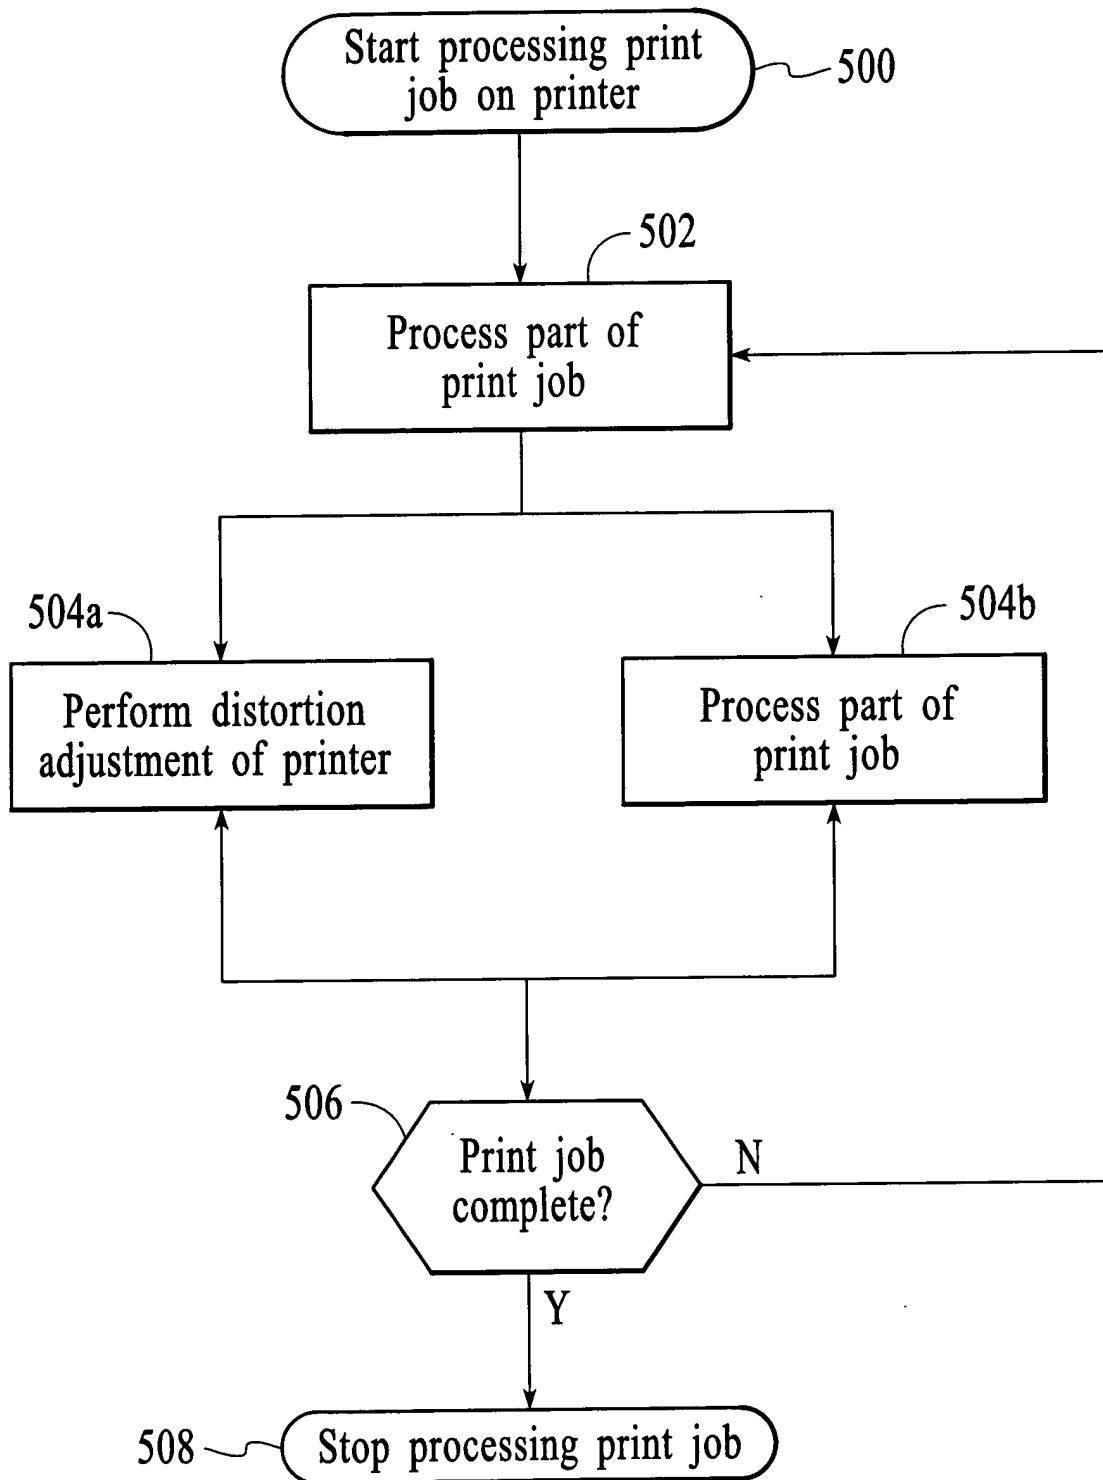 Start processing print
job on printer
500
502
Process part of
print job
504a
504b
Perform distortion
adjustment of printer
Process part of
print job
506
Print job
complete?
N
Y
508
Stop processing print job